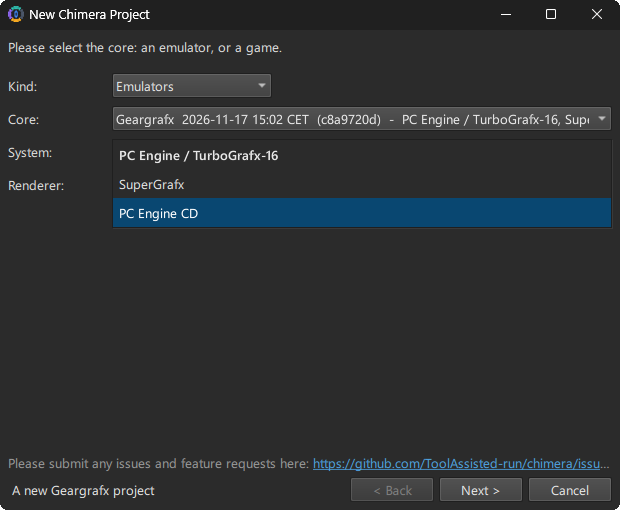 New Chimera Project
Please select the core: an emulator, or a game.
Kind: Emulators
Core: Geargrafx 2026-11-17 15:02 CET (c8a9720d) - PC Engine / TurboGrafx-16, Supe
System:
PC Engine / TurboGrafx-16
SuperGrafx
Renderer:
PC Engine CD
Please submit any issues and feature requests here: https://github.com/ToolAssisted-run/chimera/issu...
A new Geargrafx project
< Back
Next >
Cancel